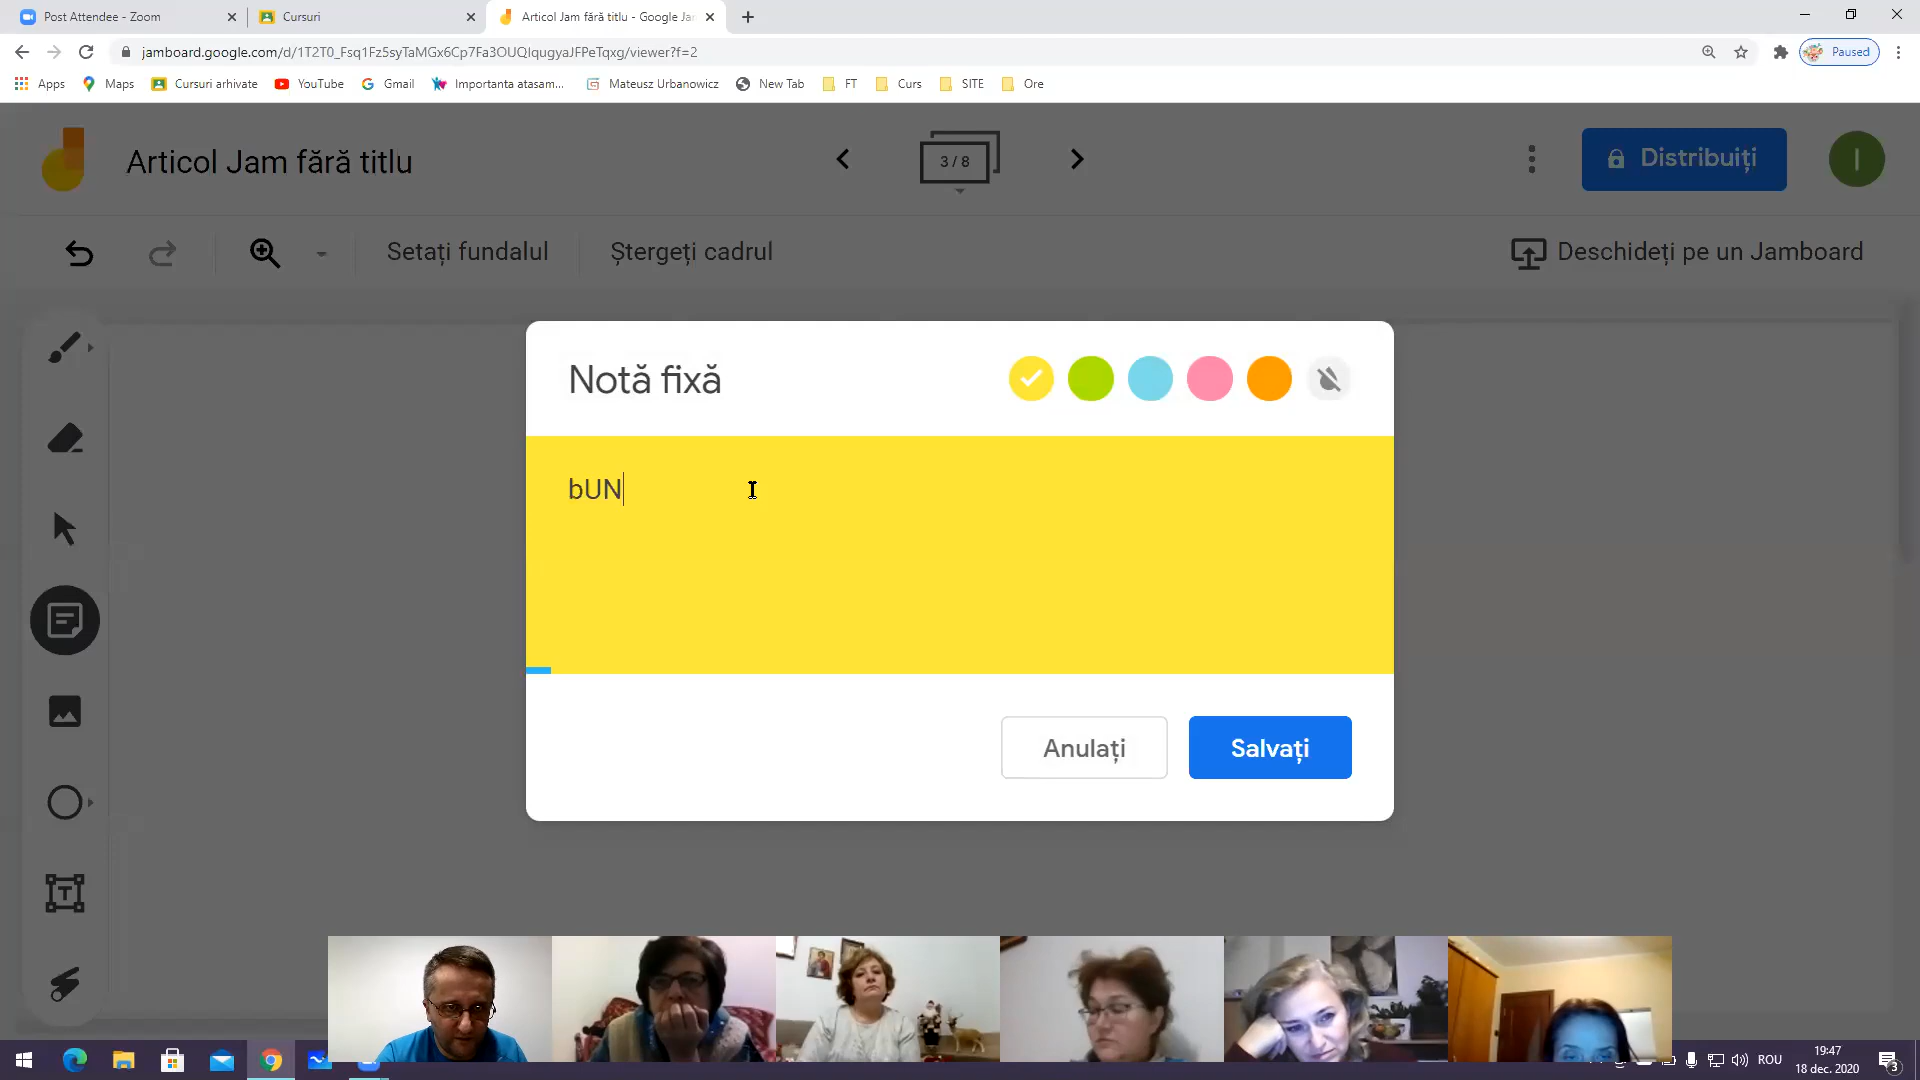 Post Attendee - Zoom
Cursuri
Articol Jam fără titlu - Google Jam
jamboard.google.com/d/1T2T0_Fsq1Fz5syTaMGx6Cp7Fa3OUQIqugyaJFPeTqxg/viewer?f=2
Paused
Apps
Maps
Cursuri arhivate
YouTube
Gmail
Importanta atasam...
Mateusz Urbanowicz
New Tab
FT
Curs
SITE
Ore
Articol Jam fără titlu
3 / 8
Distribuiți
I
Setați fundalul
Ștergeți cadrul
Deschideți pe un Jamboard
Notă fixă
bUN
Anulați
Salvați
ROU
19:47
18 dec. 2020
3